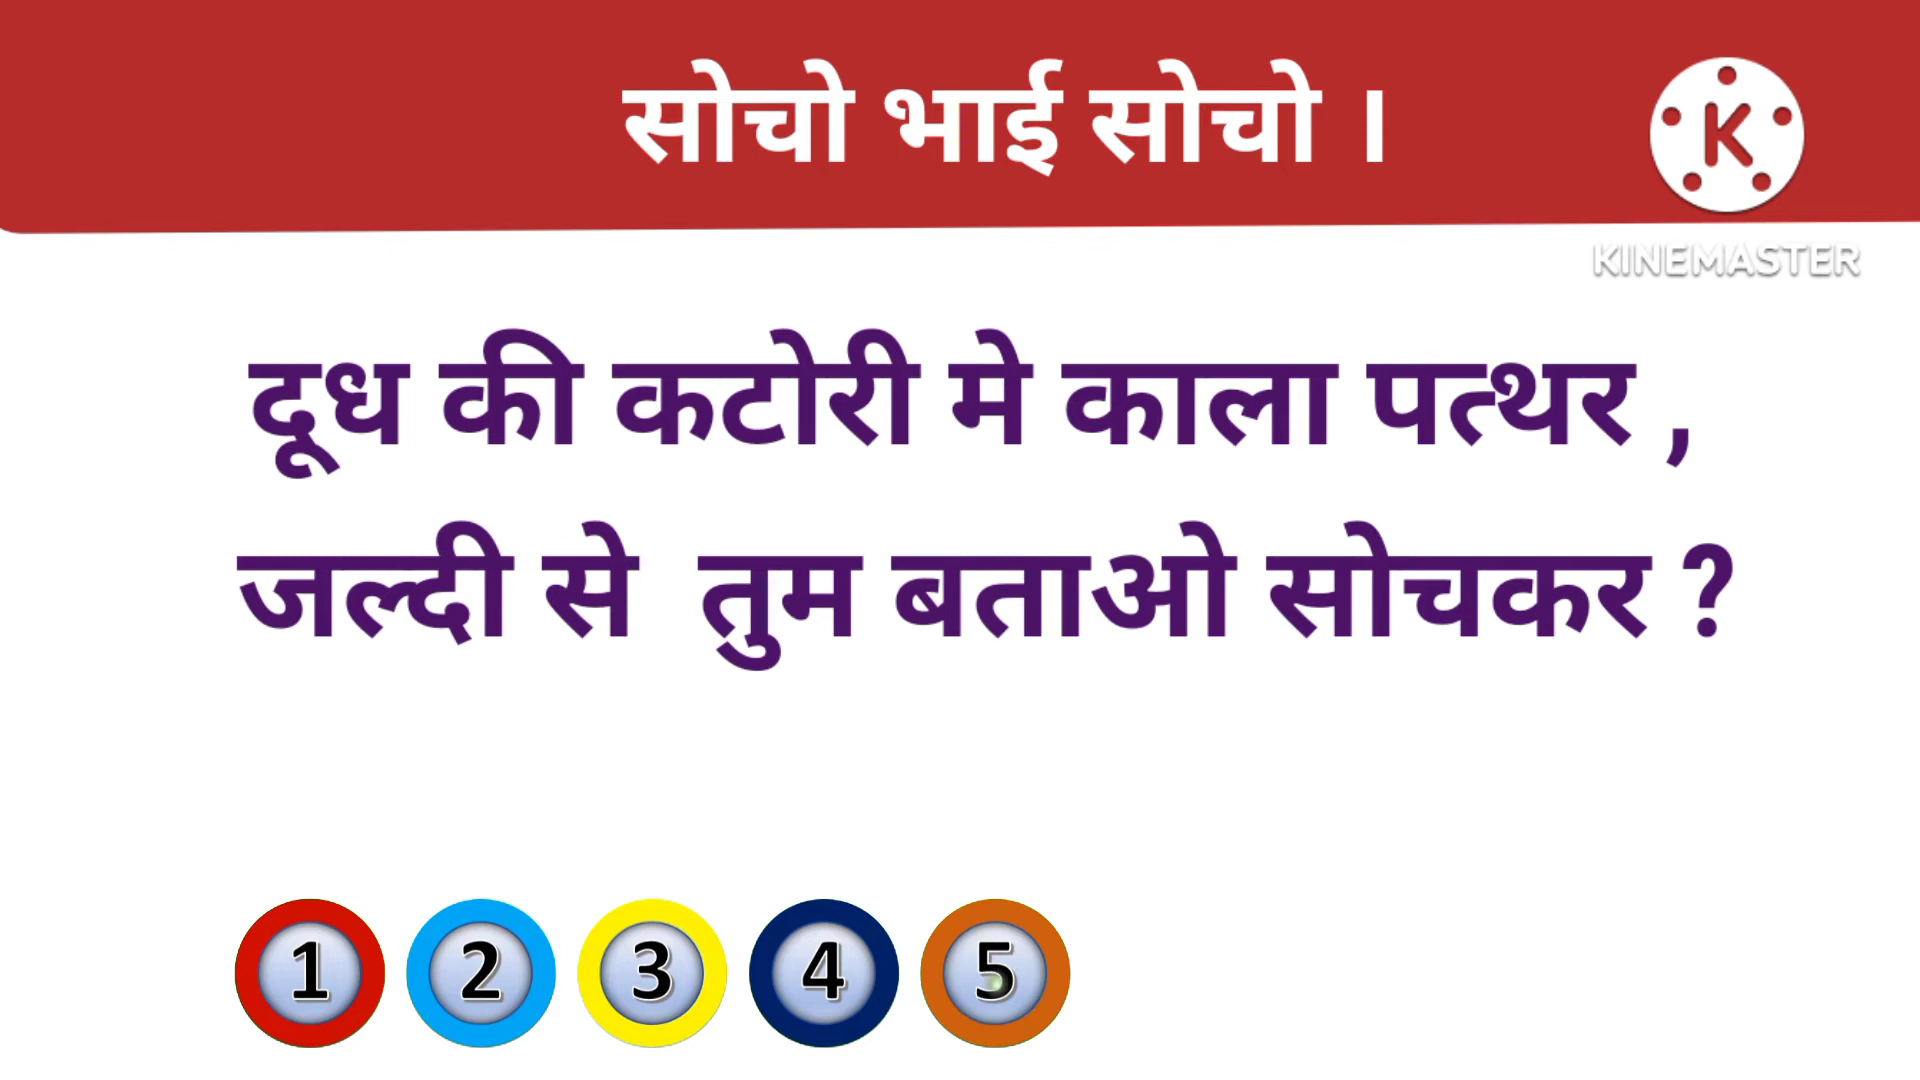 सोचो भाई सोचो ।
K
KINEMASTER
दूध की कटोरी मे काला पत्थर ,
जल्दी से तुम बताओ सोचकर ?
1 2 3 4 5